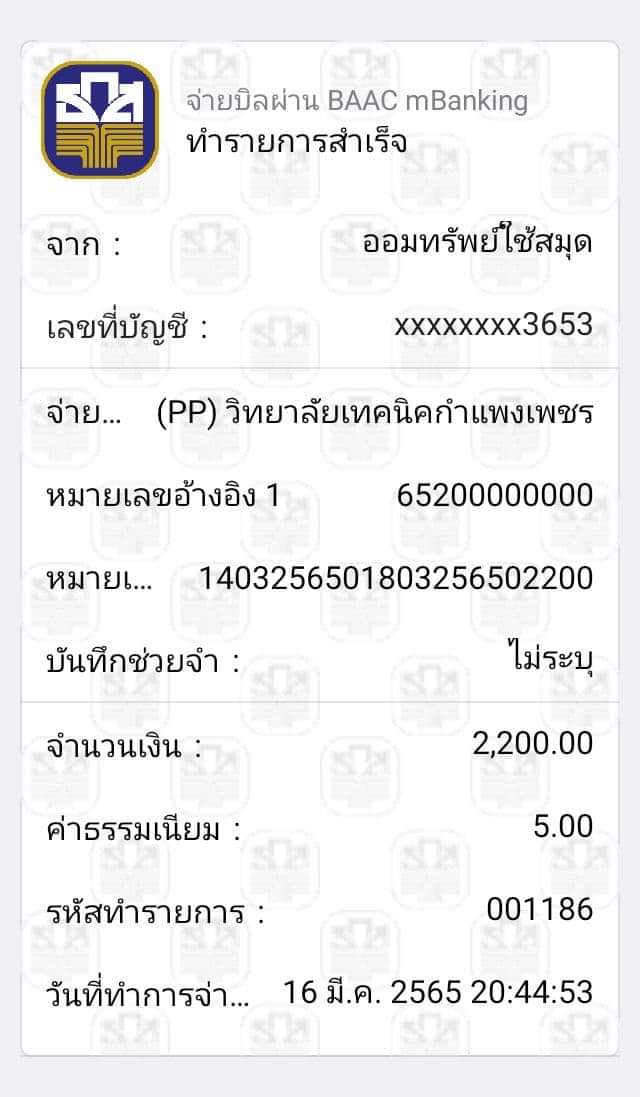 จ่ายบิลผ่าน BAAC mBanking
ทำรายการสำเร็จ
จาก : ออมทรัพย์ใช้สมุด
เลขที่บัญชี : xxxxxxxx3653
จ่าย... (PP) วิทยาลัยเทคนิคกำแพงเพชร
หมายเลขอ้างอิง 1 65200000000
หมายเ... 1403256501803256502200
บันทึกช่วยจำ : ไม่ระบุ
จำนวนเงิน : 2,200.00
ค่าธรรมเนียม : 5.00
รหัสทำรายการ : 001186
วันที่ทำการจ่า... 16 มี.ค. 2565 20:44:53